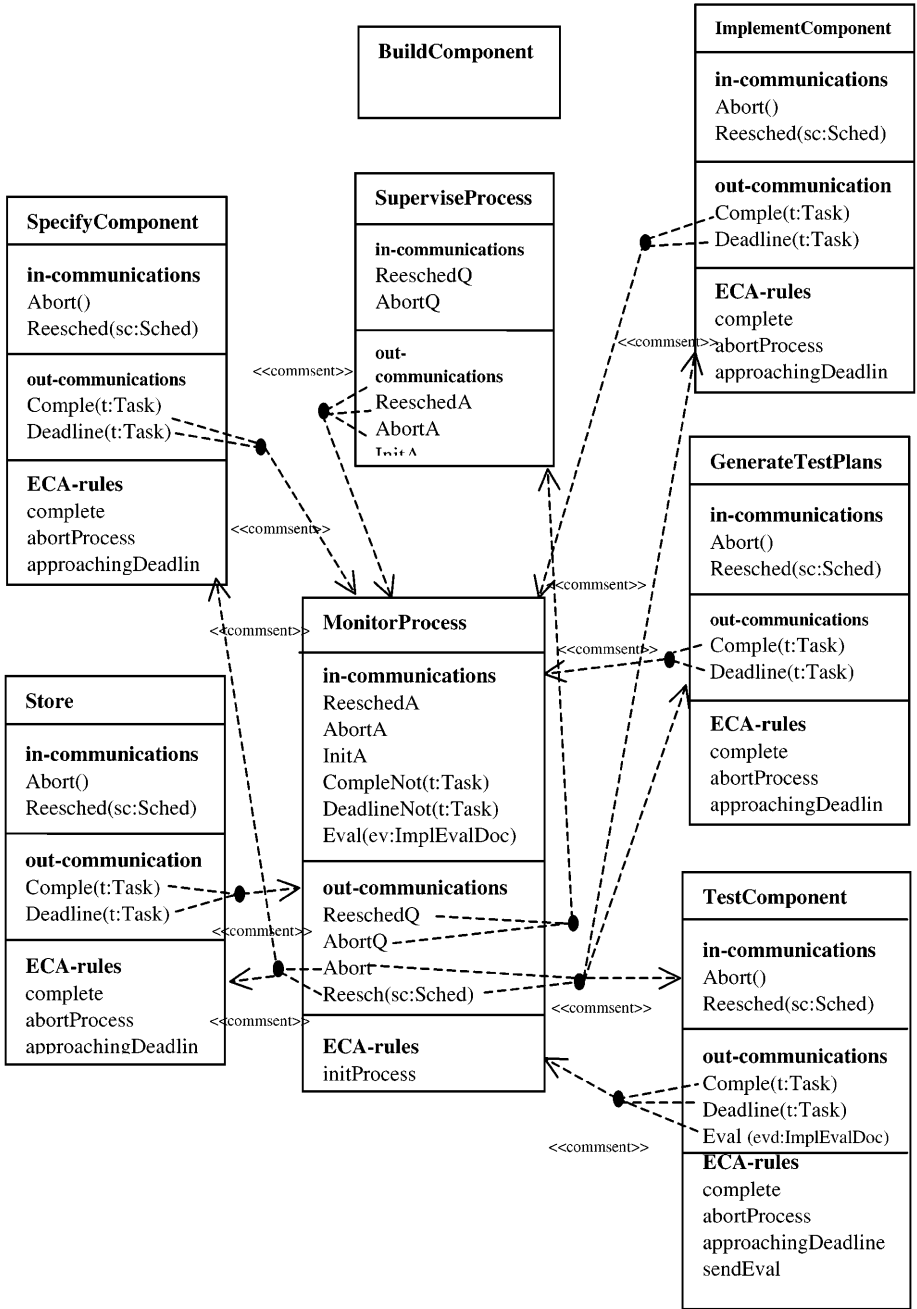 BuildComponent
ImplementComponent
in-communications
Abort()
Reesched(sc:Sched)
out-communication
Comple(t:Task)
Deadline(t:Task)
ECA-rules
complete
abortProcess
approachingDeadlin
SuperviseProcess
in-communications
ReeschedQ
AbortQ
out-
communications
ReeschedA
AbortA
InitA
SpecifyComponent
in-communications
Abort()
Reesched(sc:Sched)
out-communications
Comple(t:Task)
Deadline(t:Task)
ECA-rules
complete
abortProcess
approachingDeadlin
<<commsent>>
<<commsent>>
<<commsent>>
<<commsent>>
<<commsent>>
<<commsent>>
GenerateTestPlans
in-communications
Abort()
Reesched(sc:Sched)
out-communications
Comple(t:Task)
Deadline(t:Task)
ECA-rules
complete
abortProcess
approachingDeadlin
MonitorProcess
in-communications
ReeschedA
AbortA
InitA
CompleNot(t:Task)
DeadlineNot(t:Task)
Eval(ev:ImplEvalDoc)
out-communications
ReeschedQ
AbortQ
Abort
Reesch(sc:Sched)
ECA-rules
initProcess
Store
in-communications
Abort()
Reesched(sc:Sched)
out-communication
Comple(t:Task)
Deadline(t:Task)
ECA-rules
complete
abortProcess
approachingDeadlin
<<commsent>>
<<commsent>>
<<commsent>>
<<commsent>>
TestComponent
in-communications
Abort()
Reesched(sc:Sched)
out-communications
Comple(t:Task)
Deadline(t:Task)
Eval (evd:ImplEvalDoc)
ECA-rules
complete
abortProcess
approachingDeadline
sendEval